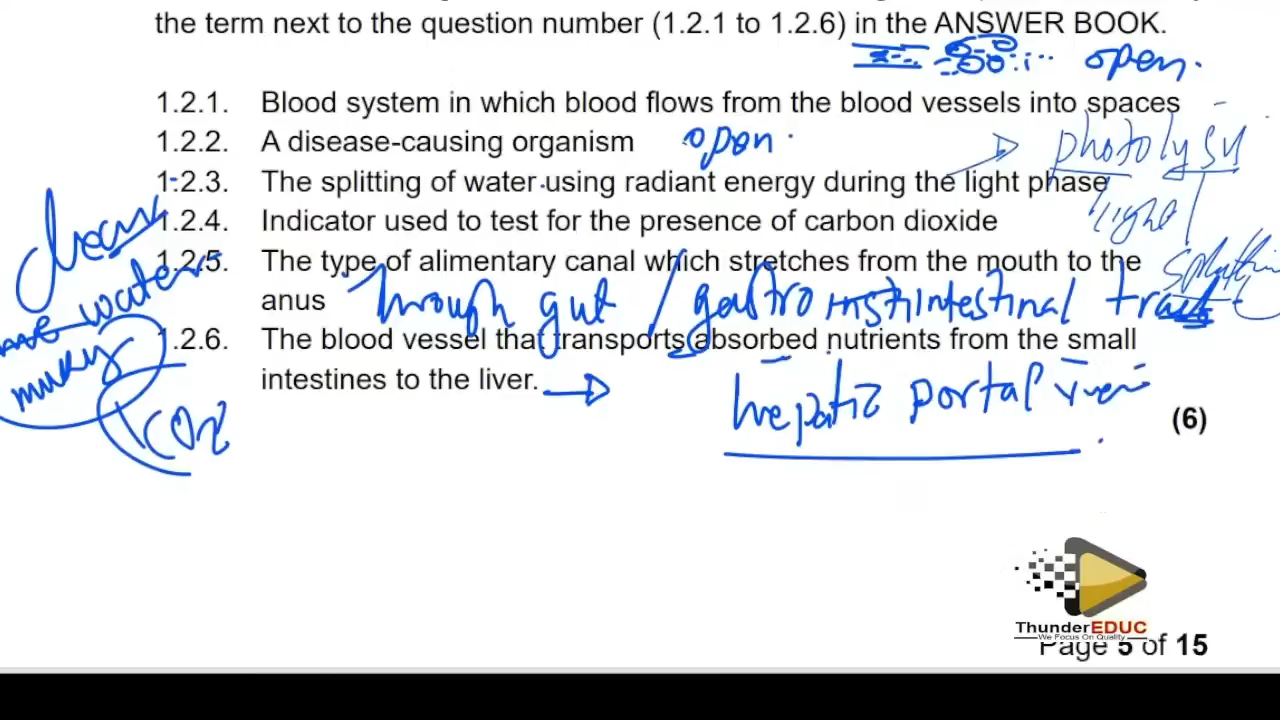 the term next to the question number (1.2.1 to 1.2.6) in the ANSWER BOOK.
open.
1.2.1. Blood system in which blood flows from the blood vessels into spaces
1.2.2. A disease-causing organism open.
photolysis
1.2.3. The splitting of water using radiant energy during the light phase
light
1.2.4. Indicator used to test for the presence of carbon dioxide
clear
1.2.5. The type of alimentary canal which stretches from the mouth to the
water
anus Through gut / gastro intestinal tract
1.2.6. The blood vessel that transports absorbed nutrients from the small
milky
intestines to the liver. hepatic portal vein
CO2
(6)
ThunderEDUC
We Focus On Quality
Page 5 of 15